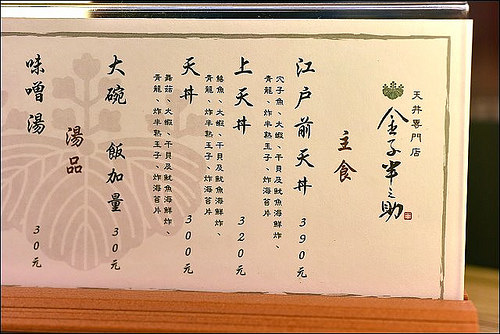 天丼專門店
金子半之助
主食
江戶前天丼 390元
穴子魚、大蝦、干貝及魷魚海鮮炸、
青龍、炸半熟玉子、炸海苔片
上天丼 320元
鱚魚、大蝦、干貝及魷魚海鮮炸、
青龍、炸半熟玉子、炸海苔片
天丼 300元
舞菇、大蝦、干貝及魷魚海鮮炸、
青龍、炸半熟玉子、炸海苔片
大碗 飯加量 30元
湯品
味噌湯 30元